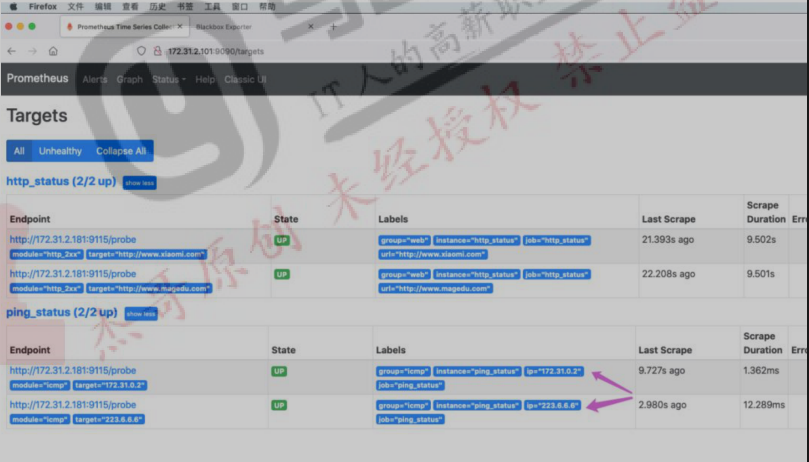 Firefox 文件 编辑 查看 历史 书签 工具 窗口 帮助
Prometheus Time Series Collec × Blackbox Exporter × +
172.31.2.101:9090/targets
Prometheus Alerts Graph Status Help Classic UI
Targets
All Unhealthy Collapse All
http_status (2/2 up) show less
Endpoint State Labels Last Scrape Scrape Duration Erro
http://172.31.2.181:9115/probe UP group="web" instance="http_status" job="http_status" 21.393s ago 9.502s
module="http_2xx" target="http://www.xiaomi.com" url="http://www.xiaomi.com"
http://172.31.2.181:9115/probe UP group="web" instance="http_status" job="http_status" 22.208s ago 9.501s
module="http_2xx" target="http://www.magedu.com" url="http://www.magedu.com"
ping_status (2/2 up) show less
Endpoint State Labels Last Scrape Scrape Duration Erro
http://172.31.2.181:9115/probe UP group="icmp" instance="ping_status" ip="172.31.0.2" 9.727s ago 1.362ms
module="icmp" target="172.31.0.2" job="ping_status"
http://172.31.2.181:9115/probe UP group="icmp" instance="ping_status" ip="223.6.6.6" 2.980s ago 12.289ms
module="icmp" target="223.6.6.6" job="ping_status"
IT人的高薪职
杰哥原创 未经授权 禁止